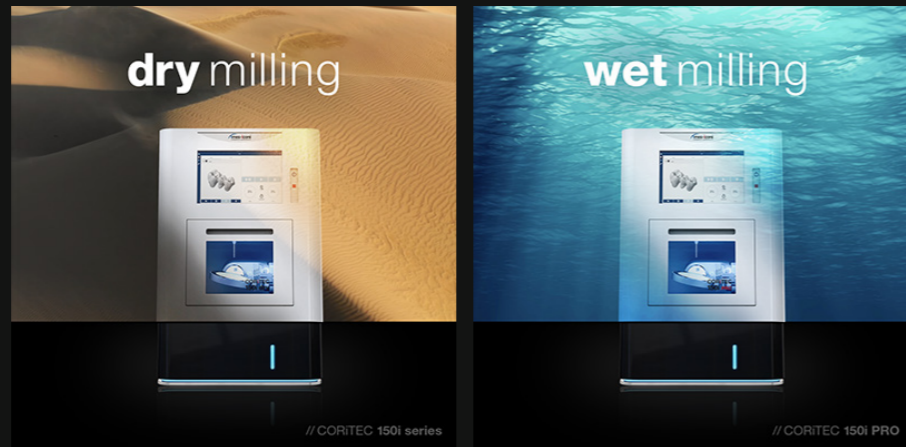 dry milling
// CORiTEC 150i series
wet milling
// CORiTEC 150i PRO